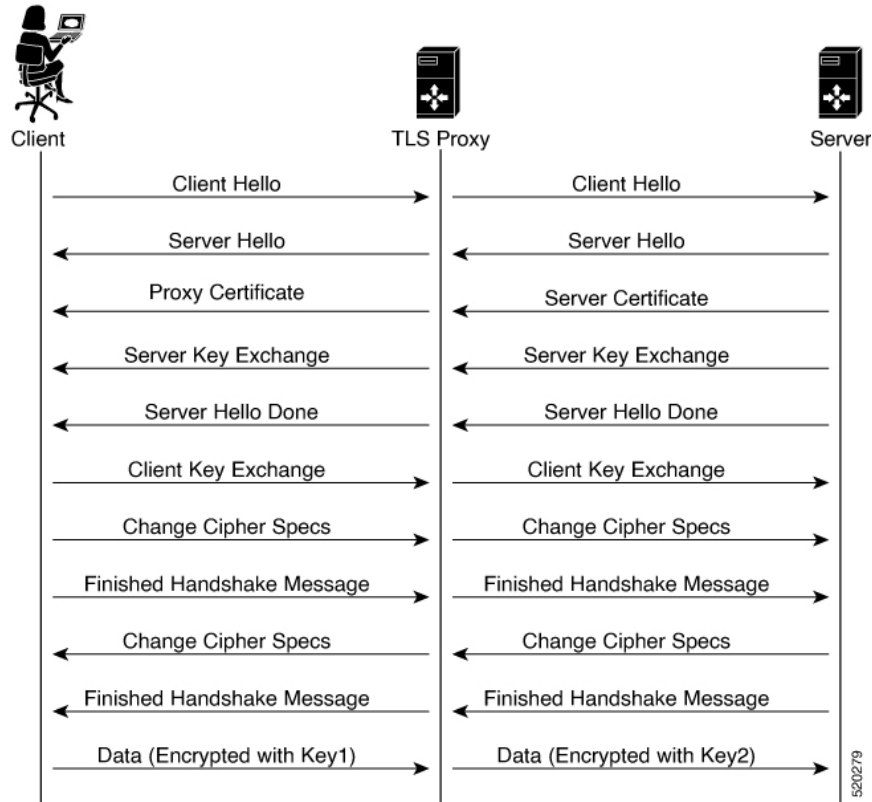 Client
TLS Proxy
Server
Client Hello
Client Hello
Server Hello
Server Hello
Proxy Certificate
Server Certificate
Server Key Exchange
Server Key Exchange
Server Hello Done
Server Hello Done
Client Key Exchange
Client Key Exchange
Change Cipher Specs
Change Cipher Specs
Finished Handshake Message
Finished Handshake Message
Change Cipher Specs
Change Cipher Specs
Finished Handshake Message
Finished Handshake Message
Data (Encrypted with Key1)
Data (Encrypted with Key2)
520279